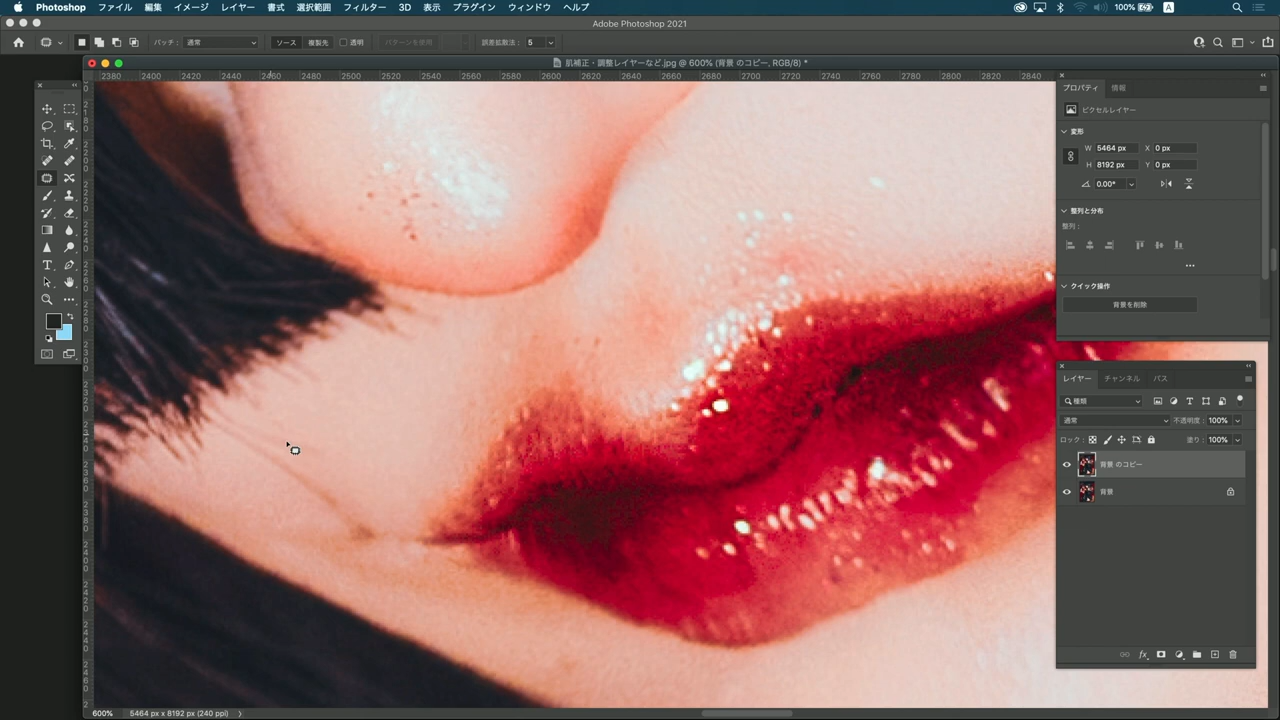 Photoshop ファイル 編集 イメージ レイヤー 書式 選択範囲 フィルター 3D 表示 プラグイン ウィンドウ ヘルプ 100% A
Adobe Photoshop 2021
パッチ： 通常 ソース 複製先 透明 パターンを使用 誤差拡散法： 5
肌補正・調整レイヤーなど.jpg @ 600% (背景 のコピー, RGB/8) *
2380 2400 2420 2440 2460 2480 2500 2520 2540 2560 2580 2600 2620 2640 2660 2680 2700 2720 2740 2760 2780 2800 2820 2840
プロパティ 情報
ピクセルレイヤー
変形
W 5464 px X 0 px
H 8192 px Y 0 px
0.00°
整列と分布
整列：
クイック操作
背景を削除
レイヤー チャンネル パス
種類
通常 不透明度： 100%
ロック： 塗り： 100%
背景 のコピー
背景
600% 5464 px x 8192 px (240 ppi)